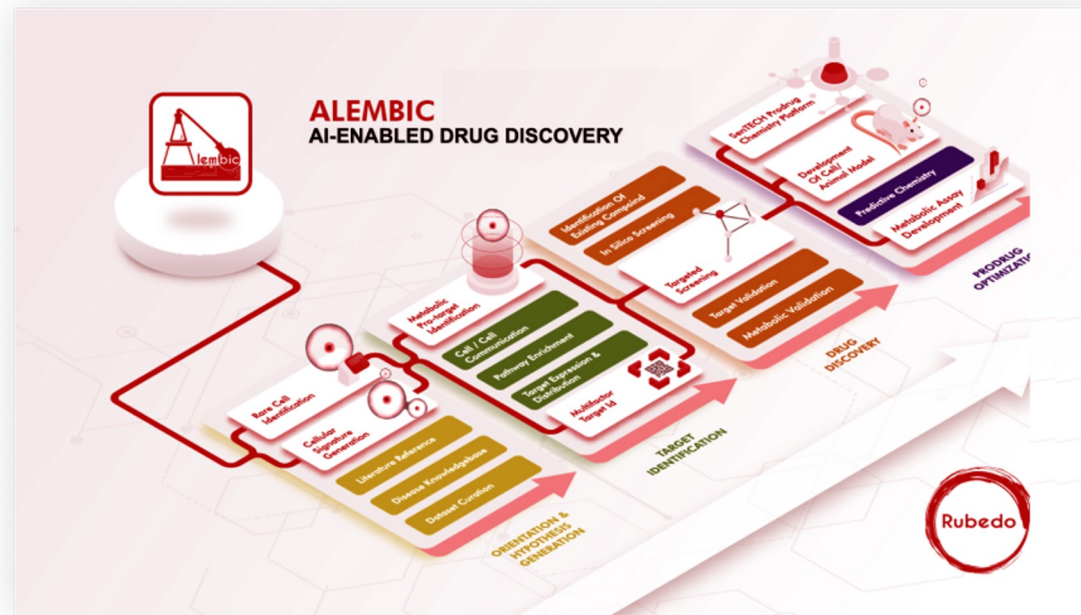 ALEMBIC
AI-ENABLED DRUG DISCOVERY
lembic
Rare Cell
Identification
Cellular
Signature
Generation
Literature Reference
Disease Knowledgebase
Dataset Curation
ORIENTATION &
HYPOTHESIS
GENERATION
Metabolic
Pro-target
Identification
Cell / Cell
Communication
Pathway Enrichment
Target Expression &
Distribution
Multifactor
Target Id
TARGET
IDENTIFICATION
Identification Of
Existing Compound
In Silico Screening
Targeted
Screening
Target Validation
Metabolic Validation
DRUG
DISCOVERY
SenTECH Prodrug
Chemistry Platform
Development
Of Cell/
Animal Model
Predictive Chemistry
Metabolic Assay
Development
PRODRUG
OPTIMIZATI
Rubedo